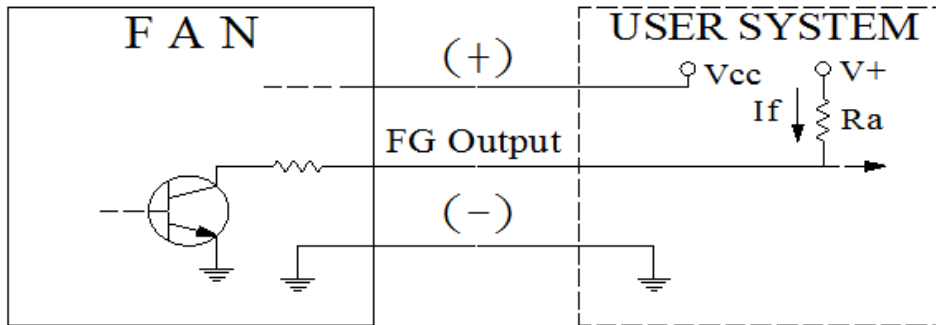 F A N
USER SYSTEM
(+)
Vcc
V+
If
Ra
FG Output
(-)